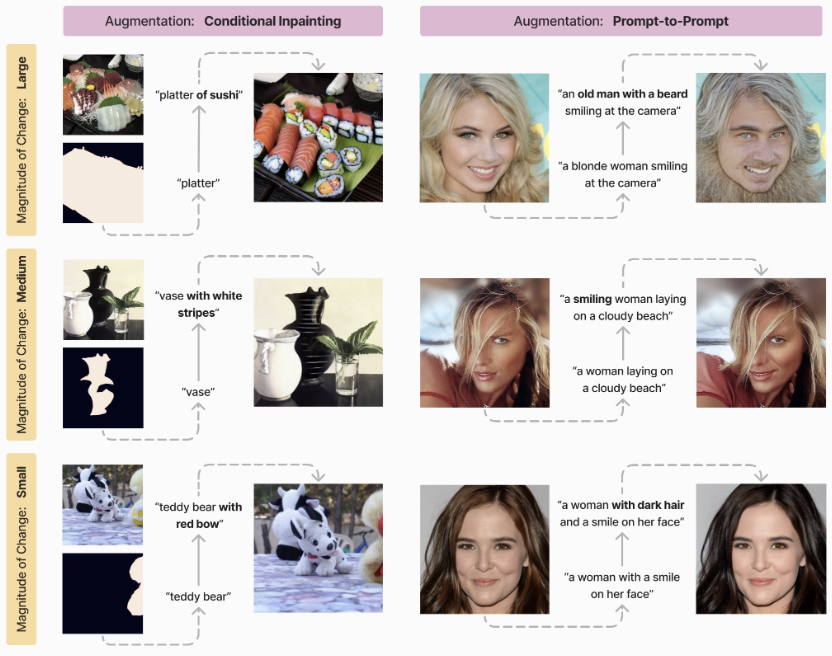 Augmentation: Conditional Inpainting
Augmentation: Prompt-to-Prompt
Magnitude of Change: Large
"platter of sushi"
"platter"
"an old man with a beard
smiling at the camera"
"a blonde woman smiling
at the camera"
Magnitude of Change: Medium
"vase with white
stripes"
"vase"
"a smiling woman laying
on a cloudy beach"
"a woman laying on
a cloudy beach"
Magnitude of Change: Small
"teddy bear with
red bow"
"teddy bear"
"a woman with dark hair
and a smile on her face"
"a woman with a smile
on her face"